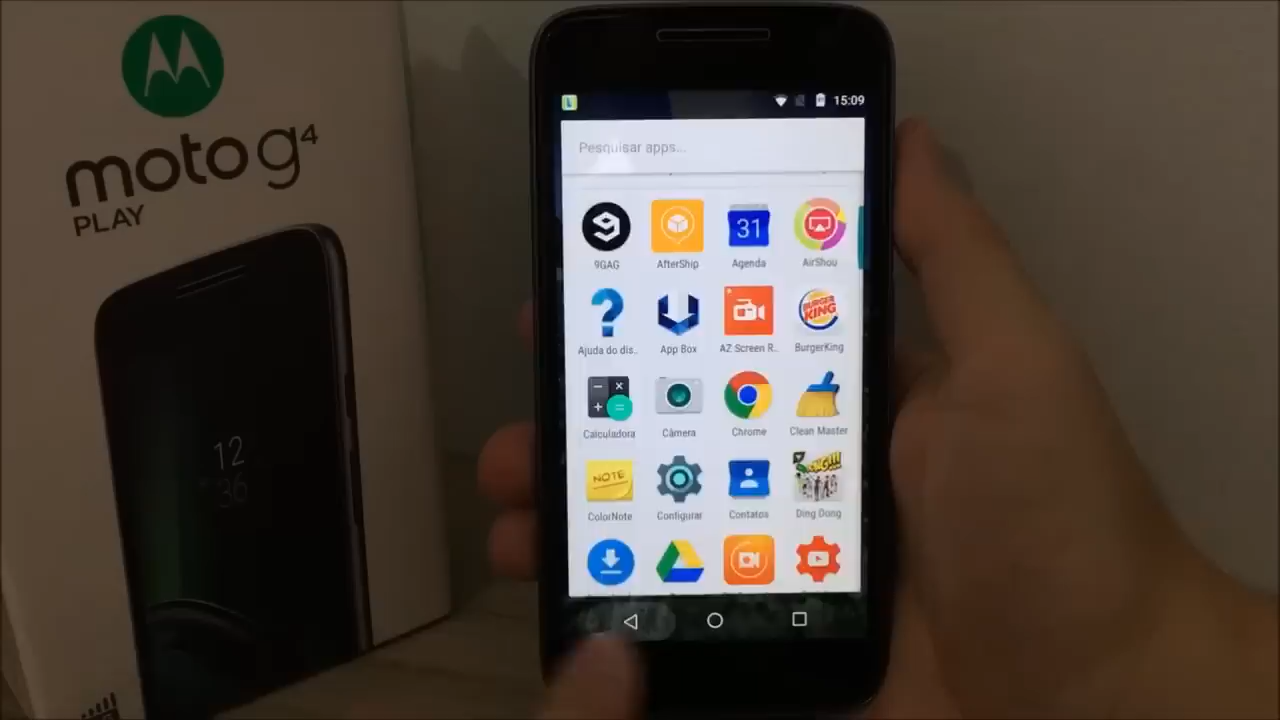 moto g4
PLAY
12
36
15:09
Pesquisar apps...
31
9GAG
AfterShip
Agenda
AirShou
BURGER
KING
Ajuda do dis..
App Box
AZ Screen R..
BurgerKing
Calculadora
Câmera
Chrome
Clean Master
NOTE
ColorNote
Configurar
Contatos
Ding Dong